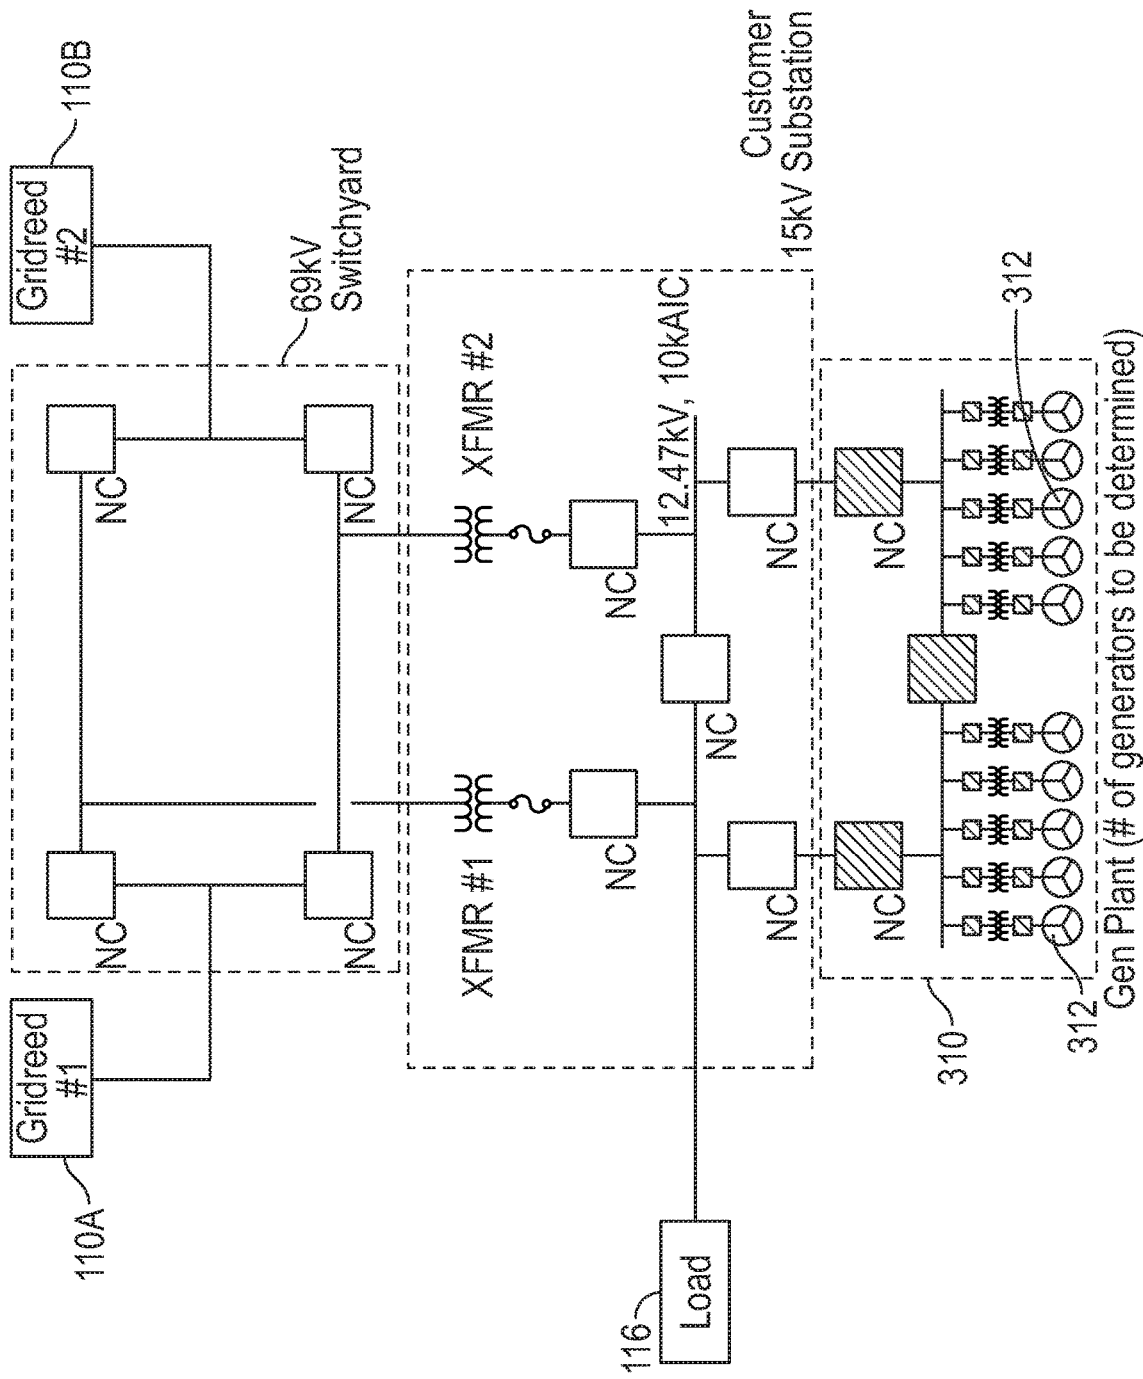 110A
Gridreed
#1
Gridreed
#2
110B
69kV
Switchyard
NC
NC
NC
NC
XFMR #1
XFMR #2
NC
NC
12.47kV, 10kAIC
NC
NC
NC
Customer
15kV Substation
116
Load
NC
NC
310
312
312
Gen Plant (# of generators to be determined)